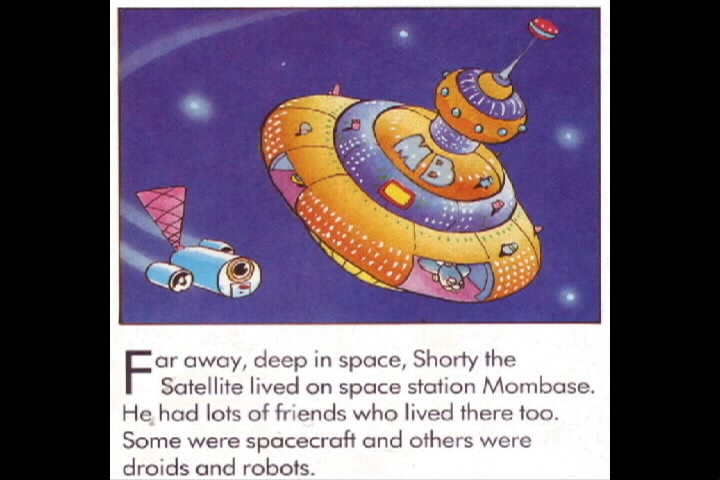 MB
Far away, deep in space, Shorty the
Satellite lived on space station Mombase.
He had lots of friends who lived there too.
Some were spacecraft and others were
droids and robots.